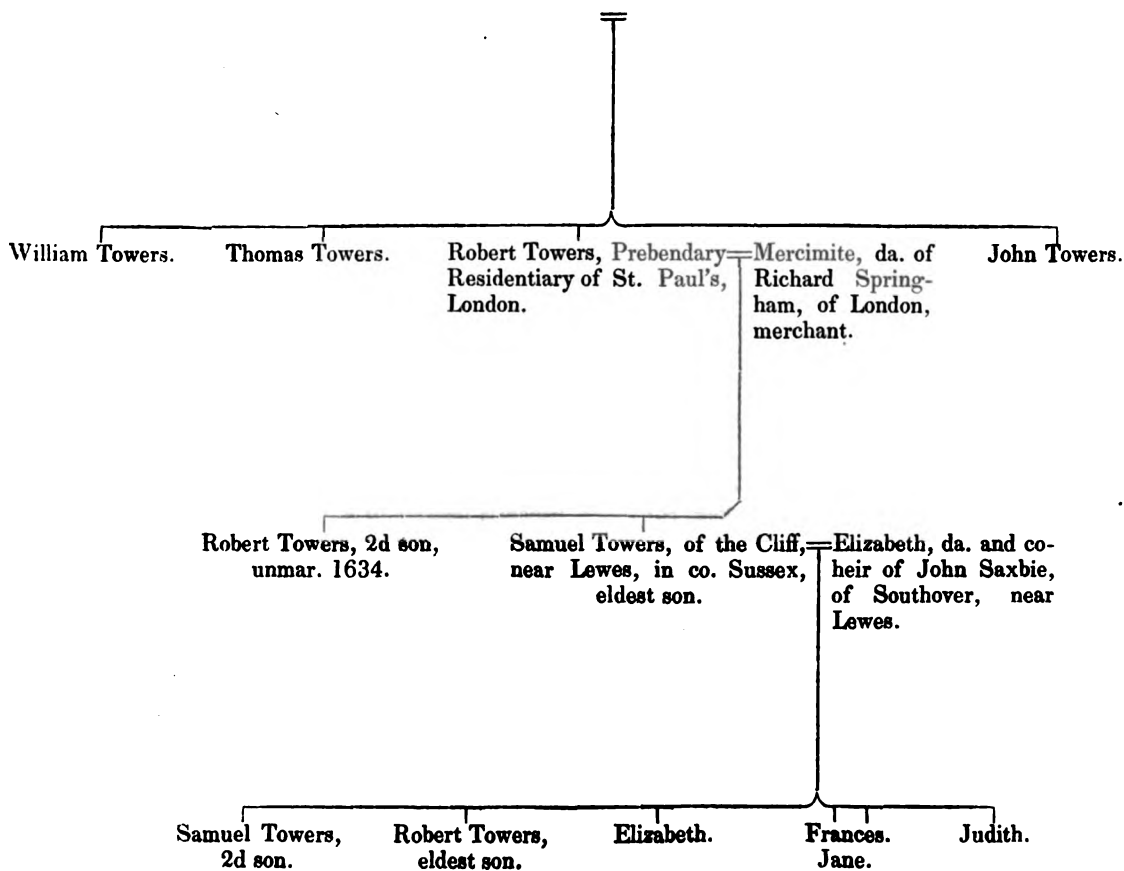 William Towers.
Thomas Towers.
Robert Towers, Prebendary
Residentiary of St. Paul's,
London.
Mercimite, da. of
Richard Spring-
ham, of London,
merchant.
John Towers.
Robert Towers, 2d son,
unmar. 1634.
Samuel Towers, of the Cliff,
near Lewes, in co. Sussex,
eldest son.
Elizabeth, da. and co-
heir of John Saxbie,
of Southover, near
Lewes.
Samuel Towers,
2d son.
Robert Towers,
eldest son.
Elizabeth.
Frances.
Jane.
Judith.